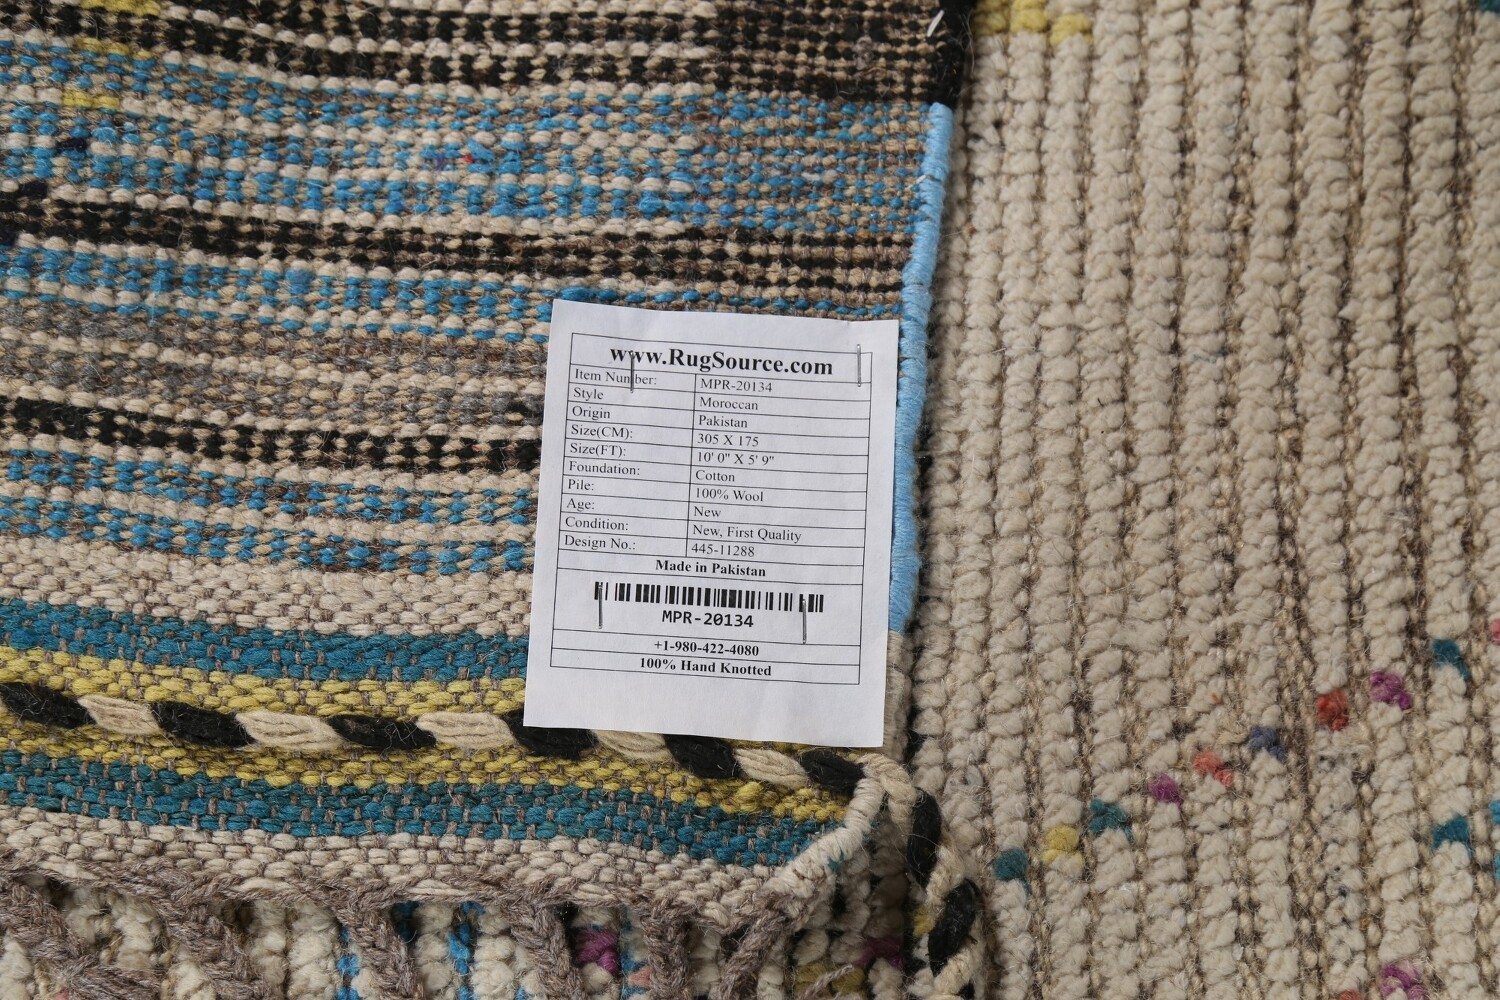 www.RugSource.com
Item Number: MPR-20134
Style Moroccan
Origin Pakistan
Size(CM): 305 X 175
Size(FT): 10' 0" X 5' 9"
Foundation: Cotton
Pile: 100% Wool
Age: New
Condition: New, First Quality
Design No.: 445-11288
Made in Pakistan
MPR-20134
+1-980-422-4080
100% Hand Knotted